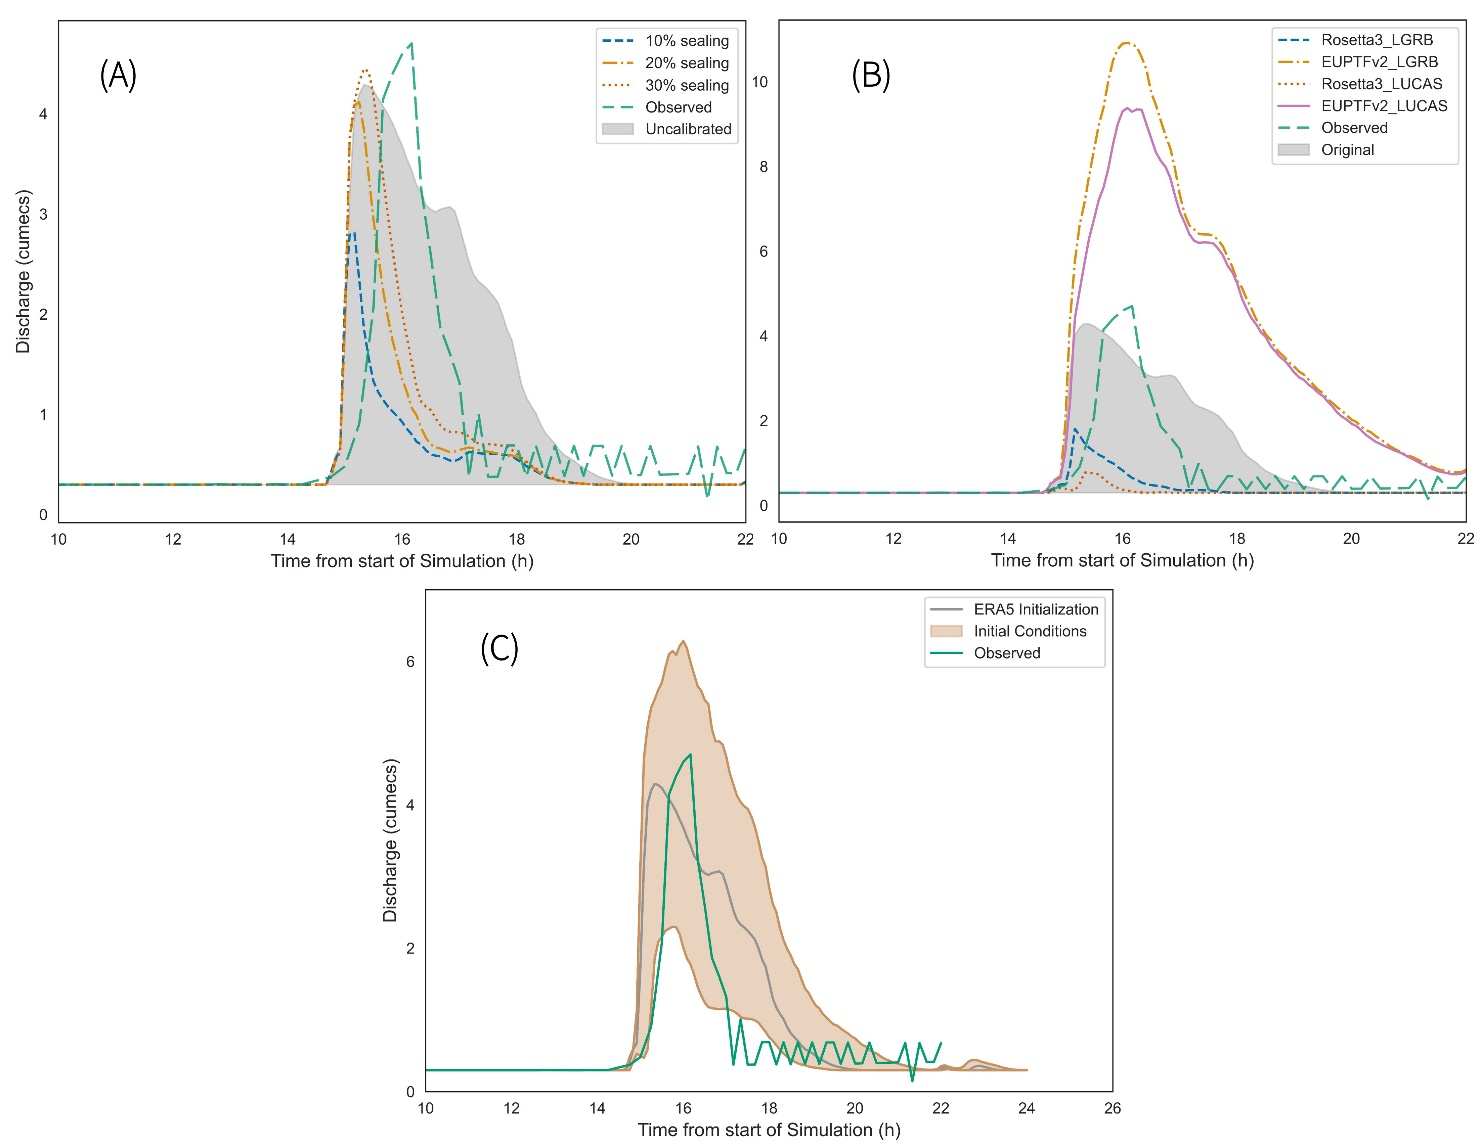 (A)
10% sealing
20% sealing
30% sealing
Observed
Uncalibrated
Discharge (cumecs)
4
3
2
1
0
10 12 14 16 18 20 22
Time from start of Simulation (h)
(B)
Rosetta3_LGRB
EUPTFv2_LGRB
Rosetta3_LUCAS
EUPTFv2_LUCAS
Observed
Original
10
8
6
4
2
0
10 12 14 16 18 20 22
Time from start of Simulation (h)
(C)
ERA5 Initialization
Initial Conditions
Observed
Discharge (cumecs)
6
4
2
0
10 12 14 16 18 20 22 24 26
Time from start of Simulation (h)